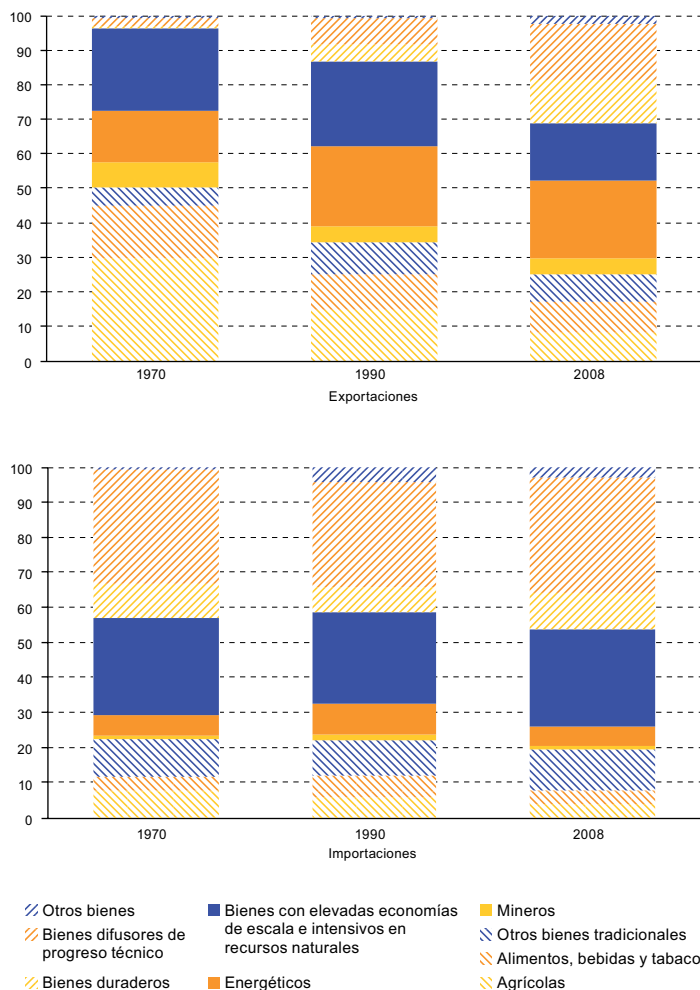 100
90
80
70
60
50
40
30
20
10
0
1970
1990
2008
Exportaciones
100
90
80
70
60
50
40
30
20
10
0
1970
1990
2008
Importaciones
Otros bienes
Bienes difusores de
progreso técnico
Bienes duraderos
Bienes con elevadas economías
de escala e intensivos en
recursos naturales
Energéticos
Mineros
Otros bienes tradicionales
Alimentos, bebidas y tabaco
Agrícolas